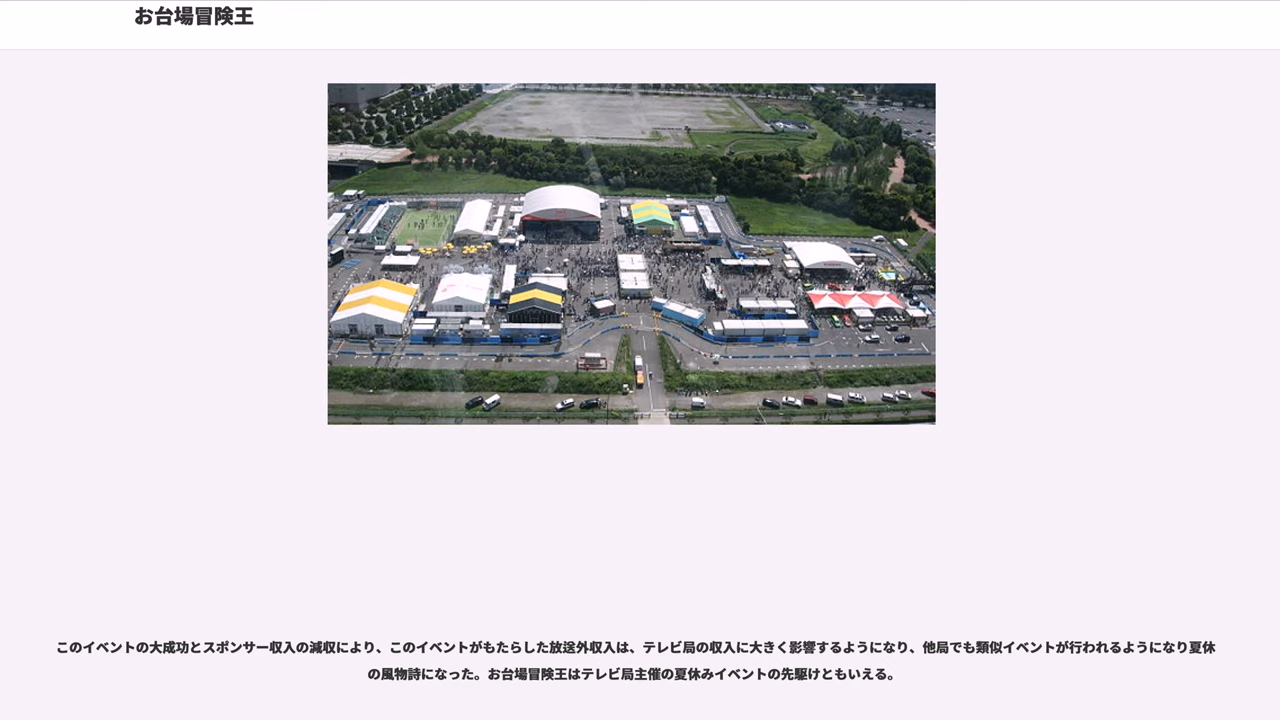 お台場冒険王
このイベントの大成功とスポンサー収入の減収により、このイベントがもたらした放送外収入は、テレビ局の収入に大きく影響するようになり、他局でも類似イベントが行われるようになり夏休
の風物詩になった。お台場冒険王はテレビ局主催の夏休みイベントの先駆けともいえる。